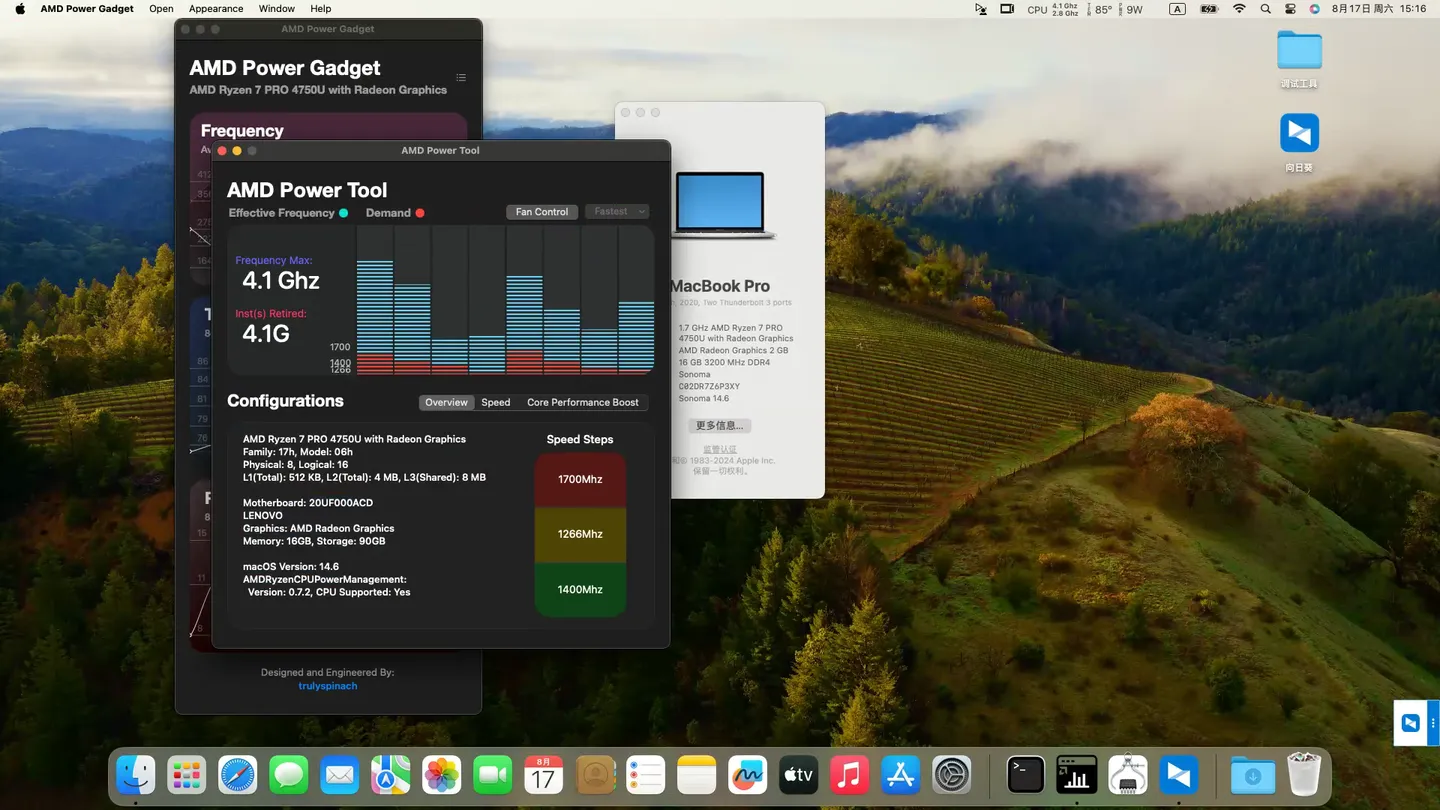 AMD Power Gadget Open Appearance Window Help
CPU 4.1 Ghz 2.8 Ghz 85° 9W A 8月17日 周六 15:16
AMD Power Gadget
AMD Power Gadget
AMD Ryzen 7 PRO 4750U with Radeon Graphics
Frequency
AMD Power Tool
AMD Power Tool
Effective Frequency Demand
Fan Control Fastest
Frequency Max:
4.1 Ghz
Inst(s) Retired:
4.1G
1700
1400
1266
Configurations
Overview Speed Core Performance Boost
AMD Ryzen 7 PRO 4750U with Radeon Graphics
Family: 17h, Model: 06h
Physical: 8, Logical: 16
L1(Total): 512 KB, L2(Total): 4 MB, L3(Shared): 8 MB
Motherboard: 20UF000ACD
LENOVO
Graphics: AMD Radeon Graphics
Memory: 16GB, Storage: 90GB
macOS Version: 14.6
AMDRyzenCPUPowerManagement:
Version: 0.7.2, CPU Supported: Yes
Speed Steps
1700Mhz
1266Mhz
1400Mhz
86
84
81
79
76
15
11
Designed and Engineered By:
trulyspinach
MacBook Pro
2020, Two Thunderbolt 3 ports
1.7 GHz AMD Ryzen 7 PRO
4750U with Radeon Graphics
AMD Radeon Graphics 2 GB
16 GB 3200 MHz DDR4
Sonoma
C02DR7Z6P3XY
Sonoma 14.6
更多信息...
监管认证
1983-2024 Apple Inc.
保留一切权利。
调试工具
向日葵
8月
17
tv